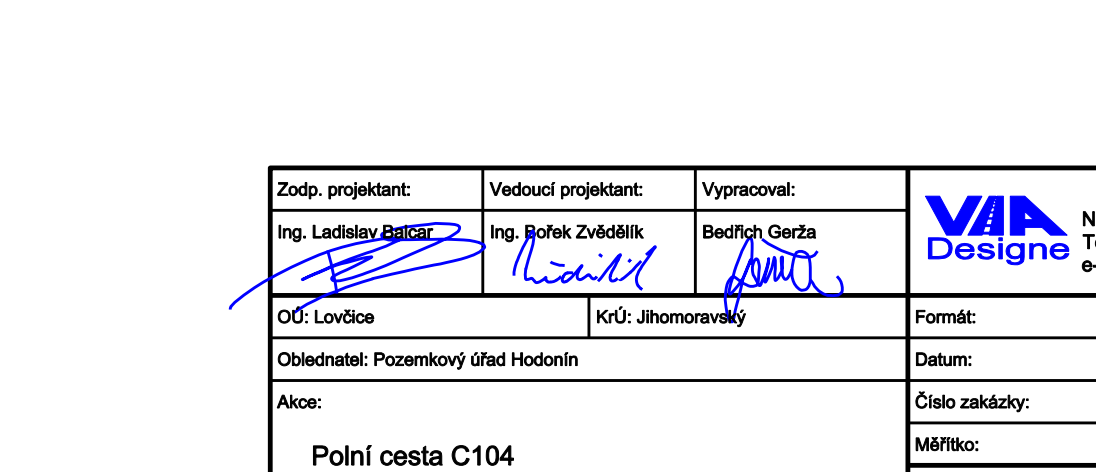 Zodp. projektant: Vedoucí projektant: Vypracoval:
Ing. Ladislav Balcar Ing. Bořek Zvědělík Bedřich Gerža
VIA
Designe
OÚ: Lovčice KrÚ: Jihomoravský Formát:
Oblednatel: Pozemkový úřad Hodonín Datum:
Akce: Číslo zakázky:
Měřítko:
Polní cesta C104